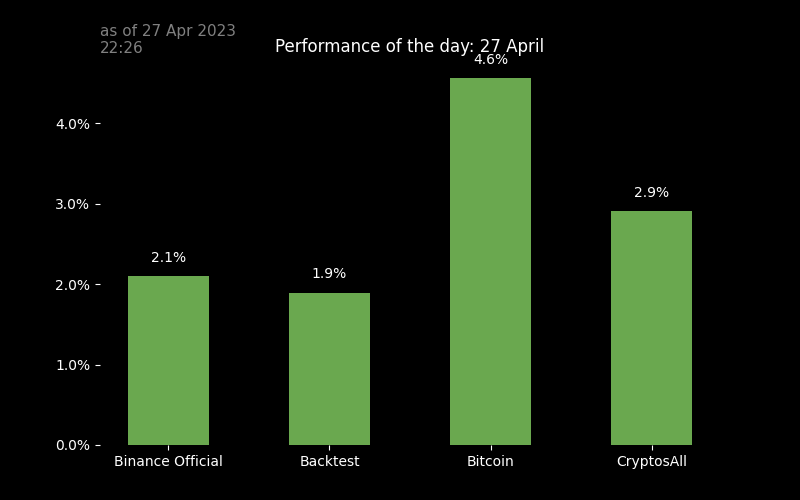 as of 27 Apr 2023
22:26
Performance of the day: 27 April
4.6%
4.0%
3.0%
2.9%
2.1%
1.9%
2.0%
1.0%
0.0%
Binance Official
Backtest
Bitcoin
CryptosAll